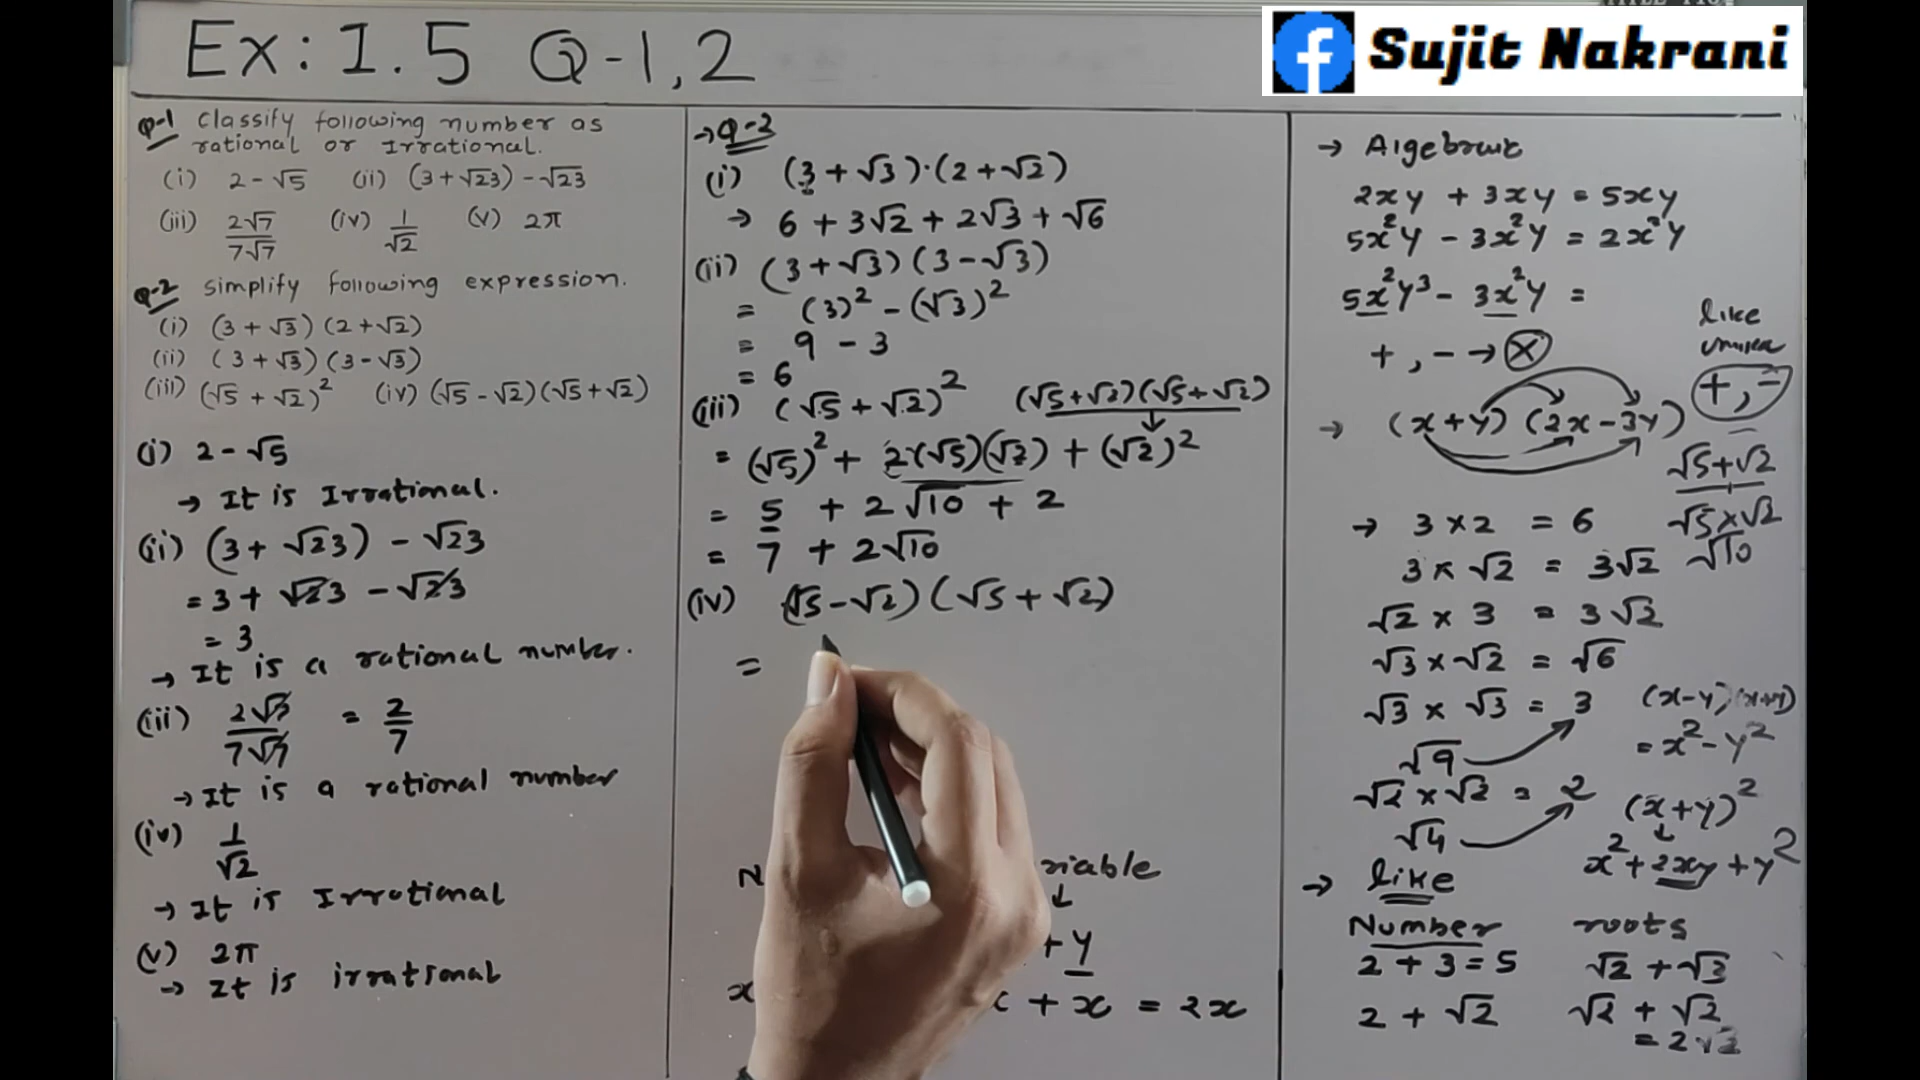 Ex: 1.5 Q-1,2
Sujit Nakrani
Q-1 Classify following number as
rational or Irrational.
(i) 2 - √5 (ii) (3+√23) - √23
(iii) 2√7/7√7 (iv) 1/√2 (v) 2π
Q-2 simplify following expression.
(i) (3 + √3) (2 + √2)
(ii) (3 + √3) (3 - √3)
(iii) (√5 + √2)² (iv) (√5 - √2)(√5 + √2)
(i) 2 - √5
→ It is Irrational.
(ii) (3 + √23) - √23
= 3 + √23 - √23
= 3
→ It is a rational number.
(iii) 2√7/7√7 = 2/7
→ It is a rational number
(iv) 1/√2
→ It is Irrational
(v) 2π
→ It is irrational
→ Q-2
(i) (3 + √3)·(2 + √2)
→ 6 + 3√2 + 2√3 + √6
(ii) (3 + √3) (3 - √3)
= (3)² - (√3)²
= 9 - 3
= 6
(iii) (√5 + √2)² (√5+√2)(√5+√2)
= (√5)² + 2(√5)(√2) + (√2)²
= 5 + 2√10 + 2
= 7 + 2√10
(iv) (√5 - √2) (√5 + √2)
=
N riable
↓
+ y
x + x = 2x
→ Algebraic
2xy + 3xy = 5xy
5x²y - 3x²y = 2x²y
5x²y³ - 3x²y =
like
+ , - → ⊗
+ , -
→ (x+y) (2x-3y)
√5+√2
→ 3 × 2 = 6 √5×√2
3 × √2 = 3√2 √10
√2 × 3 = 3√2
√3 × √2 = √6
√3 × √3 = 3 (x-y)(x+y)
√9 = x² - y²
√2 × √2 = 2 (x+y)²
√4 x² + 2xy + y²
→ like
Number roots
2 + 3 = 5 √2 + √3
2 + √2 √2 + √2
= 2√2